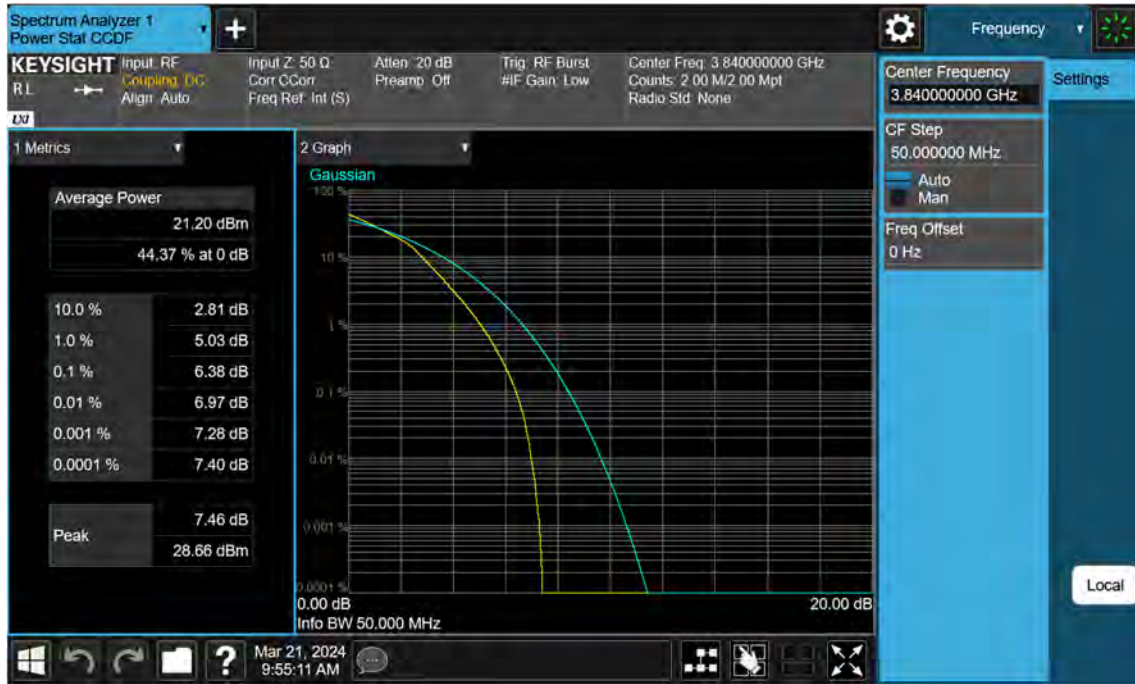 Spectrum Analyzer 1
Power Stat CCDF
Frequency
KEYSIGHT
RL
LXI
Input: RF
Coupling: DC
Align: Auto
Input Z: 50 Ω
Corr CCorr
Freq Ref: Int (S)
Atten: 20 dB
Preamp: Off
Trig: RF Burst
#IF Gain: Low
Center Freq: 3.840000000 GHz
Counts: 2.00 M/2.00 Mpt
Radio Std: None
Center Frequency
3.840000000 GHz
Settings
CF Step
50.000000 MHz
Auto
Man
Freq Offset
0 Hz
1 Metrics
Average Power
21.20 dBm
44.37 % at 0 dB
10.0 % 2.81 dB
1.0 % 5.03 dB
0.1 % 6.38 dB
0.01 % 6.97 dB
0.001 % 7.28 dB
0.0001 % 7.40 dB
Peak
7.46 dB
28.66 dBm
2 Graph
Gaussian
100 %
10 %
1 %
0.1 %
0.01 %
0.001 %
0.0001 %
0.00 dB 20.00 dB
Info BW 50.000 MHz
Local
?
Mar 21, 2024
9:55:11 AM